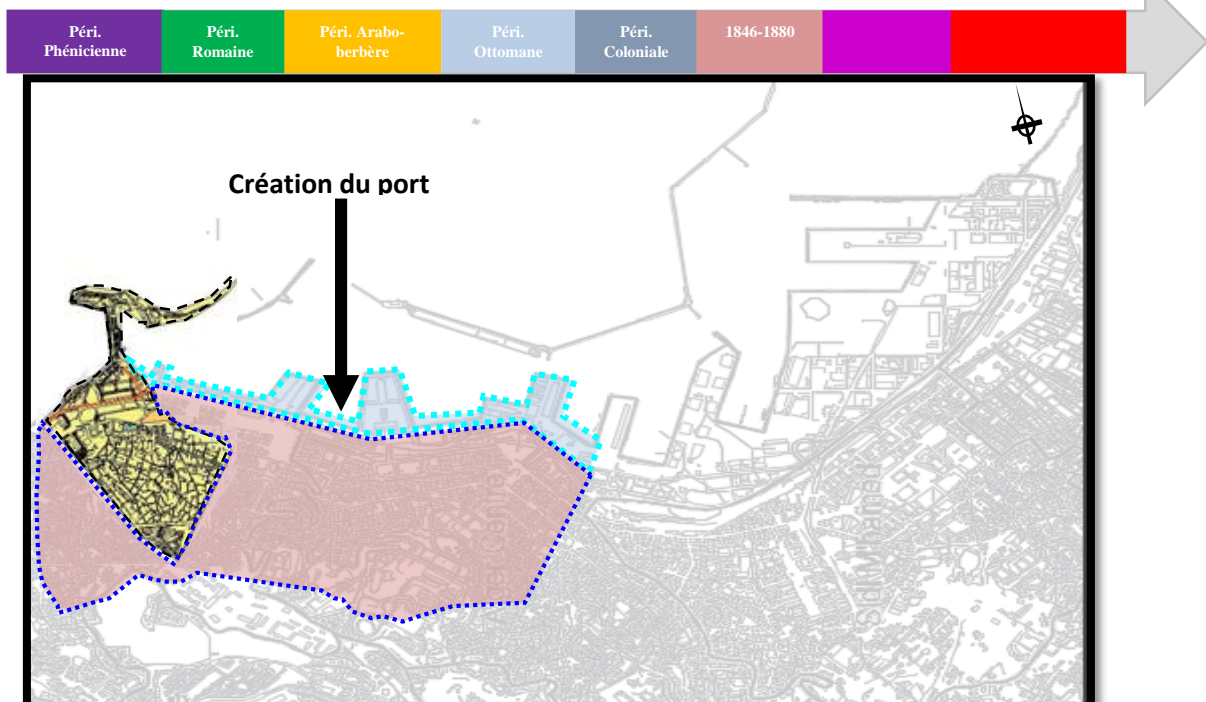 Péri.
Phénicienne
Péri.
Romaine
Péri. Arabo-
berbère
Péri.
Ottomane
Péri.
Coloniale
1846-1880
Création du port